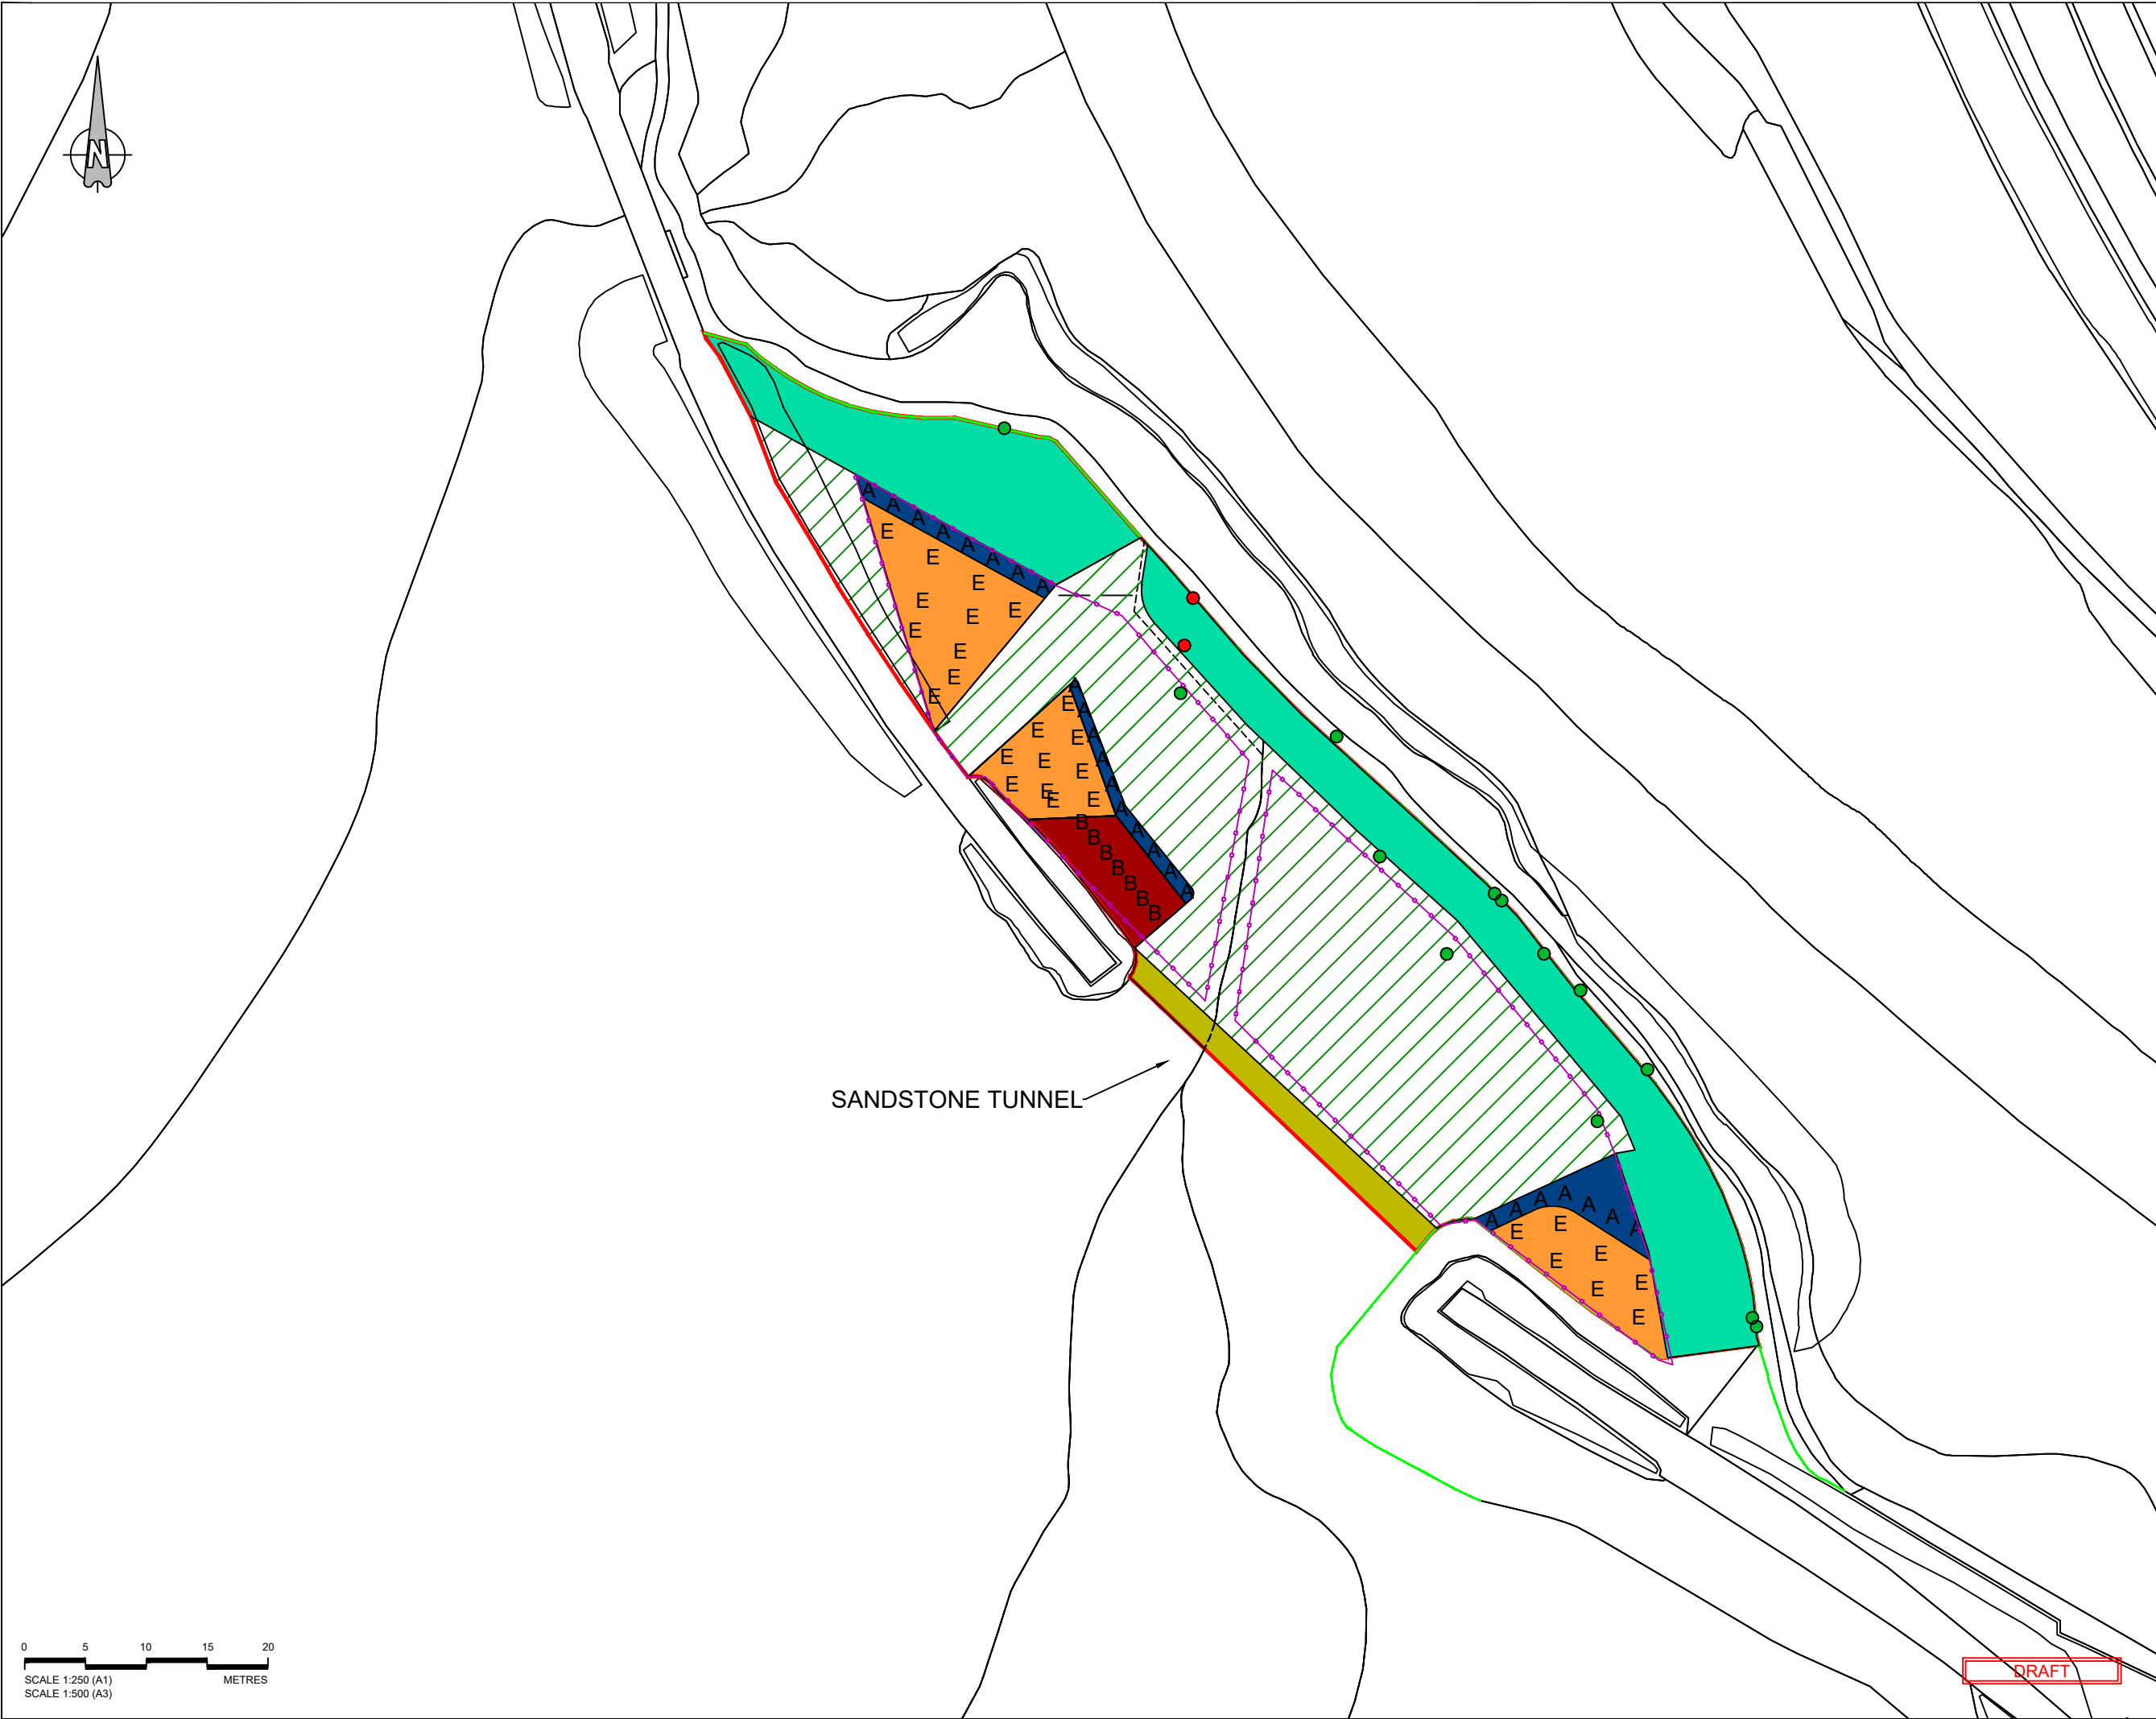 N
A A A A A A A A
E E E E E E E E E E
A A A A A A A A A A
E E E E E E E E E E
B B B B B B B
SANDSTONE TUNNEL
A A A A A A A
E E E E E E E
0 5 10 15 20
SCALE 1:250 (A1) METRES
SCALE 1:500 (A3)
DRAFT